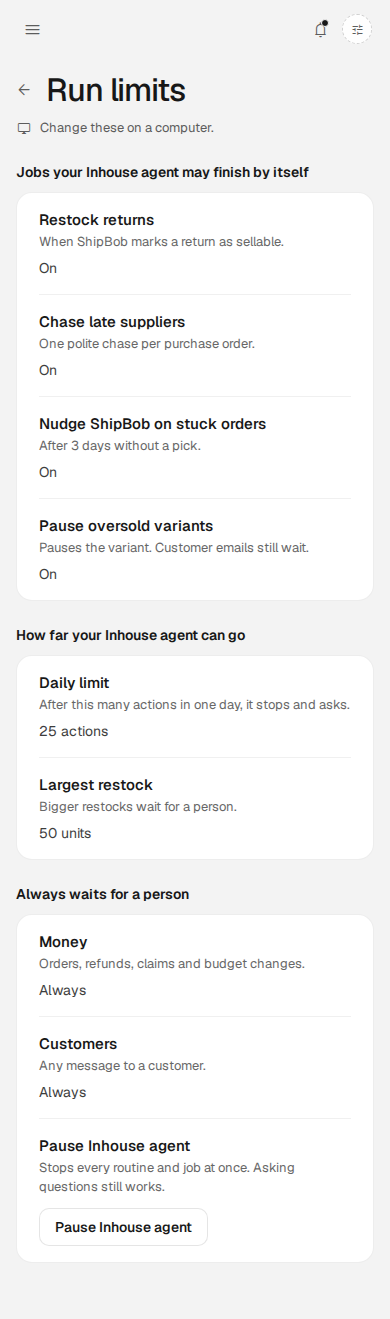 Run limits
Change these on a computer.
Jobs your Inhouse agent may finish by itself
Restock returns
When ShipBob marks a return as sellable.
On
Chase late suppliers
One polite chase per purchase order.
On
Nudge ShipBob on stuck orders
After 3 days without a pick.
On
Pause oversold variants
Pauses the variant. Customer emails still wait.
On
How far your Inhouse agent can go
Daily limit
After this many actions in one day, it stops and asks.
25 actions
Largest restock
Bigger restocks wait for a person.
50 units
Always waits for a person
Money
Orders, refunds, claims and budget changes.
Always
Customers
Any message to a customer.
Always
Pause Inhouse agent
Stops every routine and job at once. Asking
questions still works.
Pause Inhouse agent